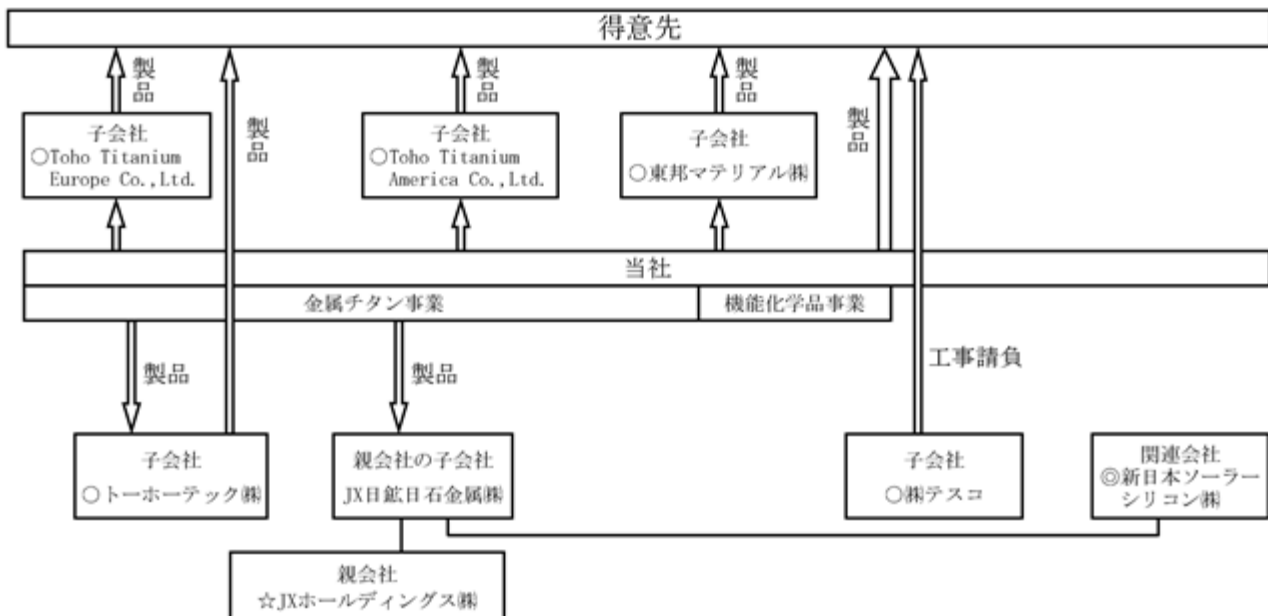 得意先
製品
製品
製品
製品
製品
子会社
○Toho Titanium
Europe Co.,Ltd.
子会社
○Toho Titanium
America Co.,Ltd.
子会社
○東邦マテリアル㈱
当社
金属チタン事業
機能化学品事業
製品
製品
工事請負
子会社
○トーホーテック㈱
親会社の子会社
JX日鉱日石金属㈱
子会社
○㈱テスコ
関連会社
◎新日本ソーラー
シリコン㈱
親会社
☆JXホールディングス㈱